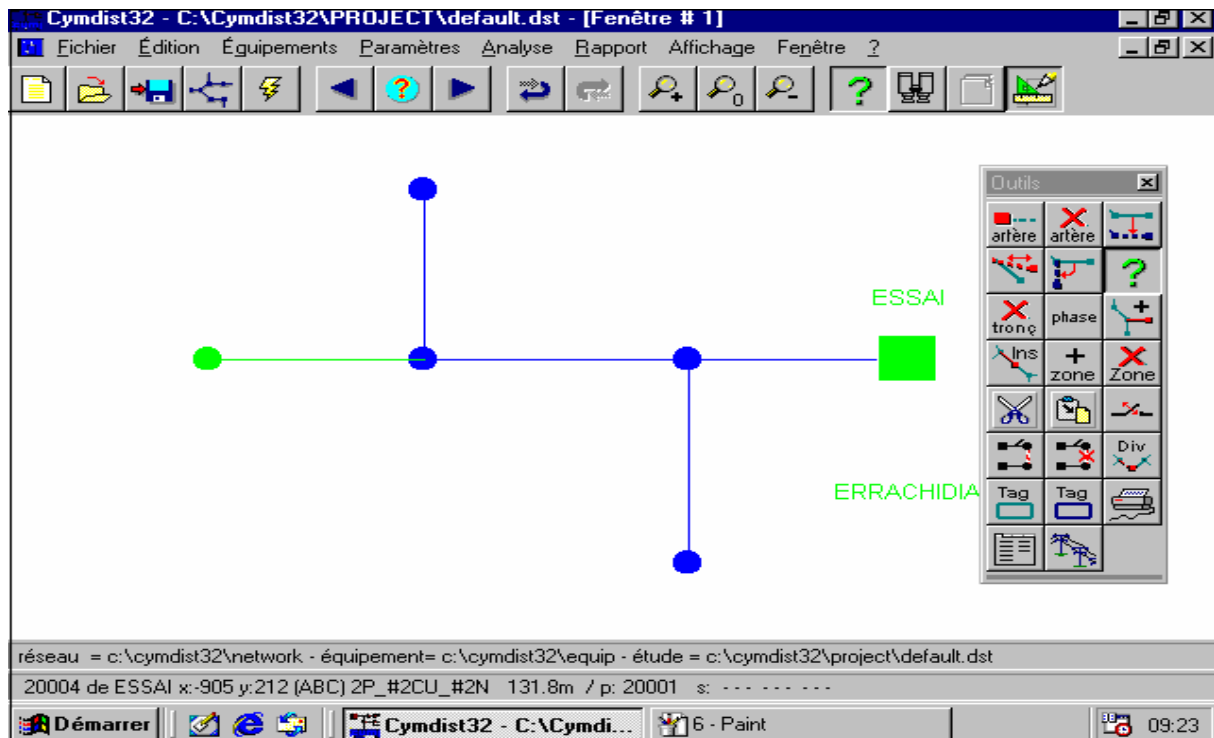 Cymdist32 - C:\Cymdist32\PROJECT\default.dst - [Fenêtre # 1]
Fichier Édition Équipements Paramètres Analyse Rapport Affichage Fenêtre ?
Outils
artère artère
ESSAI
tronç phase
Ins + zone Zone
Div
ERRACHIDIA
Tag Tag
réseau = c:\cymdist32\network - équipement= c:\cymdist32\equip - étude = c:\cymdist32\project\default.dst
20004 de ESSAI x:-905 y:212 (ABC) 2P_#2CU_#2N 131.8m / p: 20001 s: --- --- ---
Démarrer Cymdist32 - C:\Cymdi... 6 - Paint 09:23